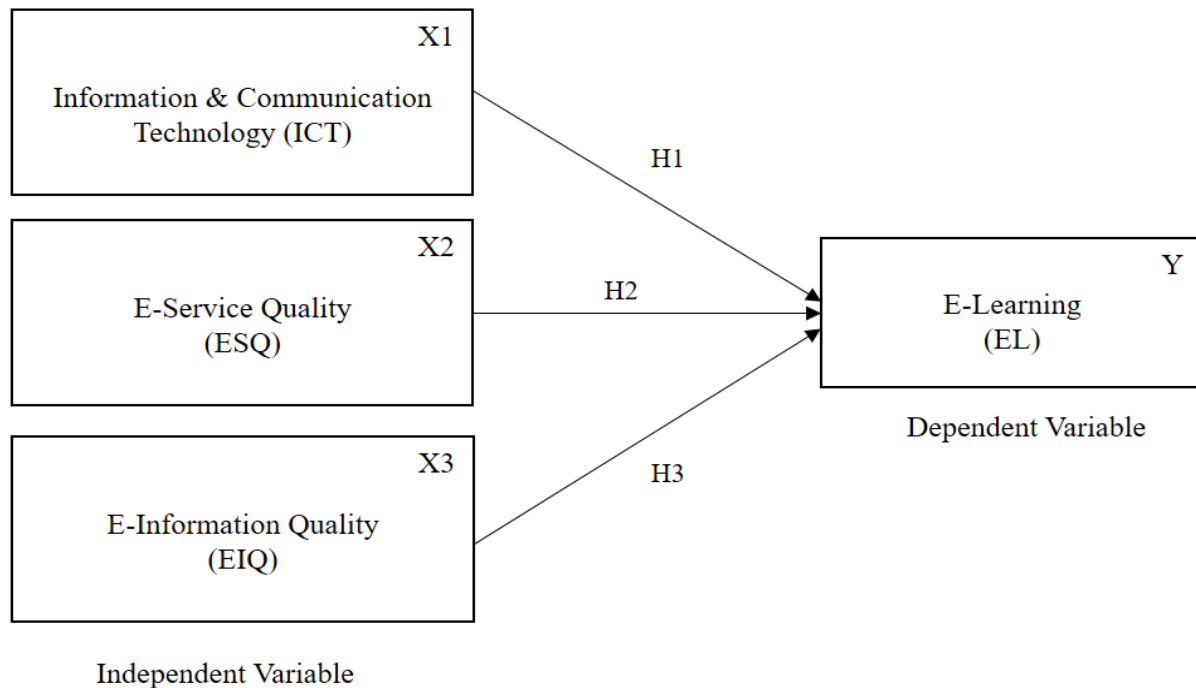 X1
Information & Communication
Technology (ICT)
H1
X2
E-Service Quality
(ESQ)
H2
Y
E-Learning
(EL)
Dependent Variable
X3
E-Information Quality
(EIQ)
H3
Independent Variable